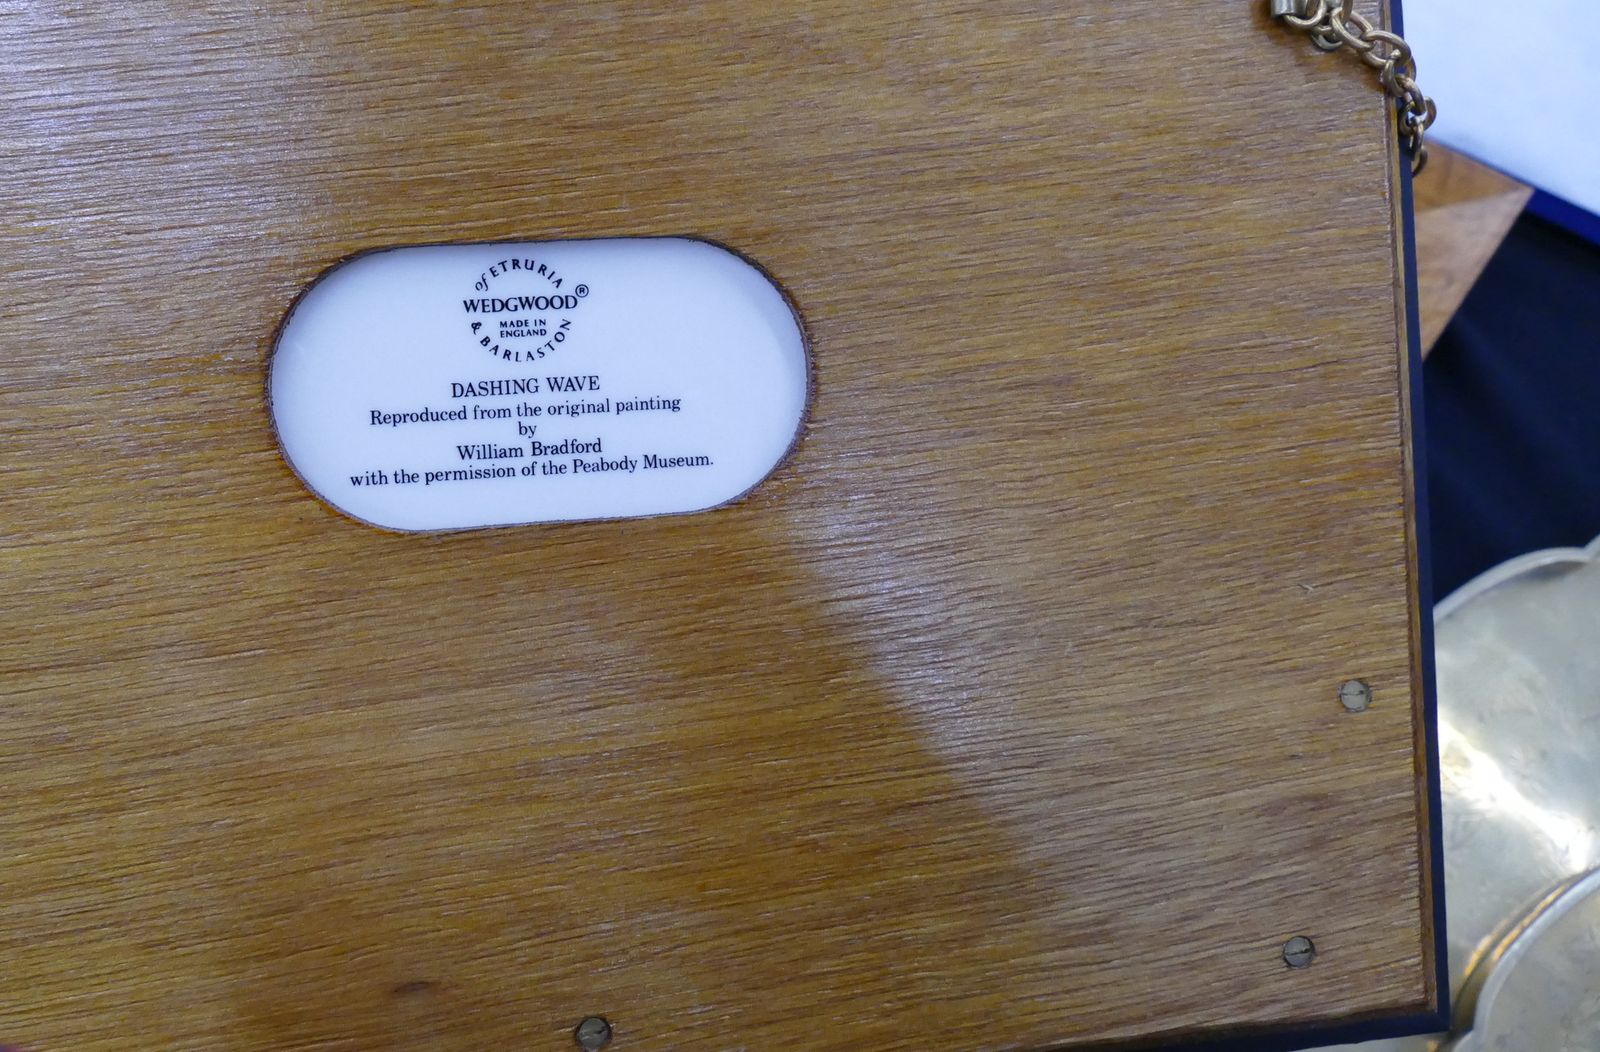 of ETRURIA
WEDGWOOD®
MADE IN
ENGLAND
& BARLASTON
DASHING WAVE
Reproduced from the original painting
by
William Bradford
with the permission of the Peabody Museum.